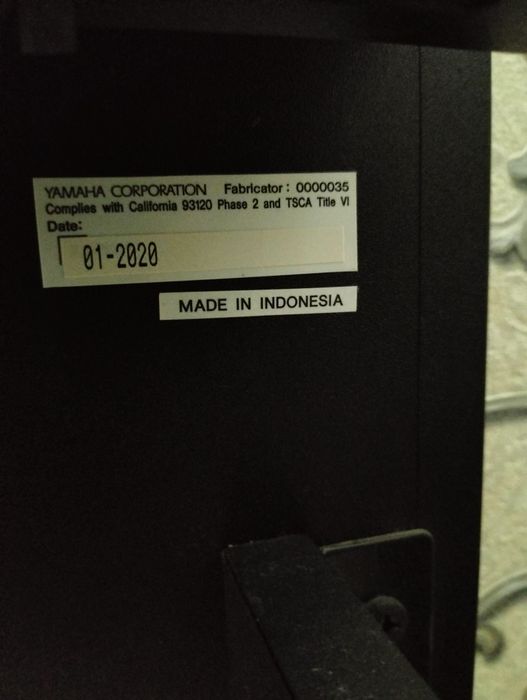 YAMAHA CORPORATION Fabricator : 0000035
Complies with California 93120 Phase 2 and TSCA Title VI
Date:
01-2020
MADE IN INDONESIA